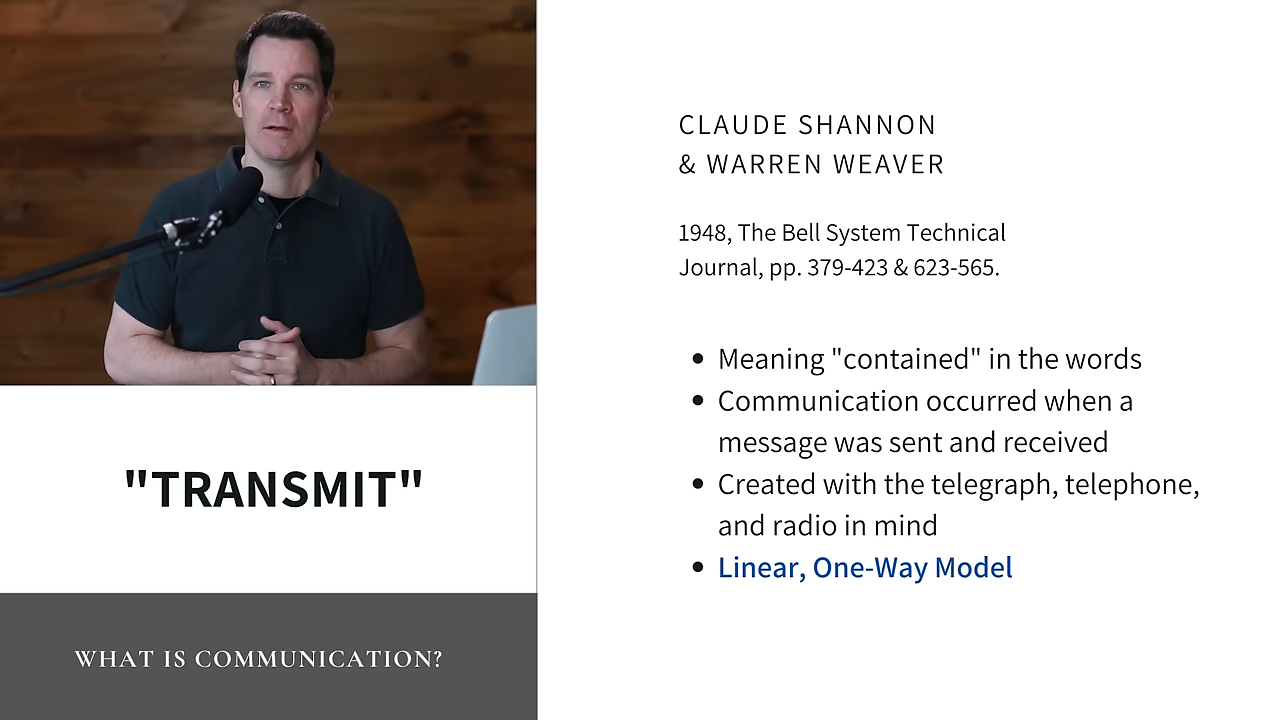 "TRANSMIT"
WHAT IS COMMUNICATION?
CLAUDE SHANNON
& WARREN WEAVER
1948, The Bell System Technical
Journal, pp. 379-423 & 623-565.
• Meaning "contained" in the words
• Communication occurred when a
message was sent and received
• Created with the telegraph, telephone,
and radio in mind
• Linear, One-Way Model